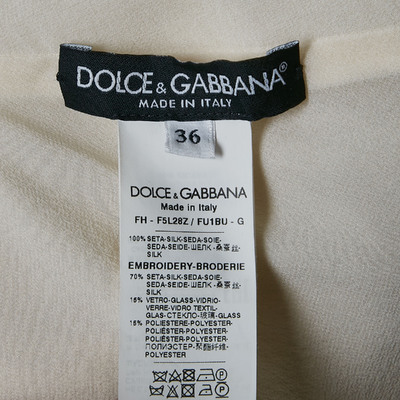 DOLCE & GABBANA®
MADE IN ITALY
36
DOLCE & GABBANA
Made in Italy
FH - F5L28Z / FU1BU - G
100% SETA-SILK-SEDA-SOIE-
SEDA-SEIDE-ШЕЛК-桑蚕丝-
SILK
EMBROIDERY-BRODERIE
70% SETA-SILK-SEDA-SOIE-
SEDA-SEIDE-ШЕЛК-桑蚕丝-
SILK
15% VETRO-GLASS-VIDRIO-
VERRE-VIDRO TEXTIL-
GLAS-СТЕКЛО-玻璃-GLASS
15% POLIESTERE-POLYESTER-
POLIÉSTER-POLYESTER-
POLIÉSTER-POLYESTER-
ПОЛИЭСТЕР-聚酯纤维-
POLYESTER